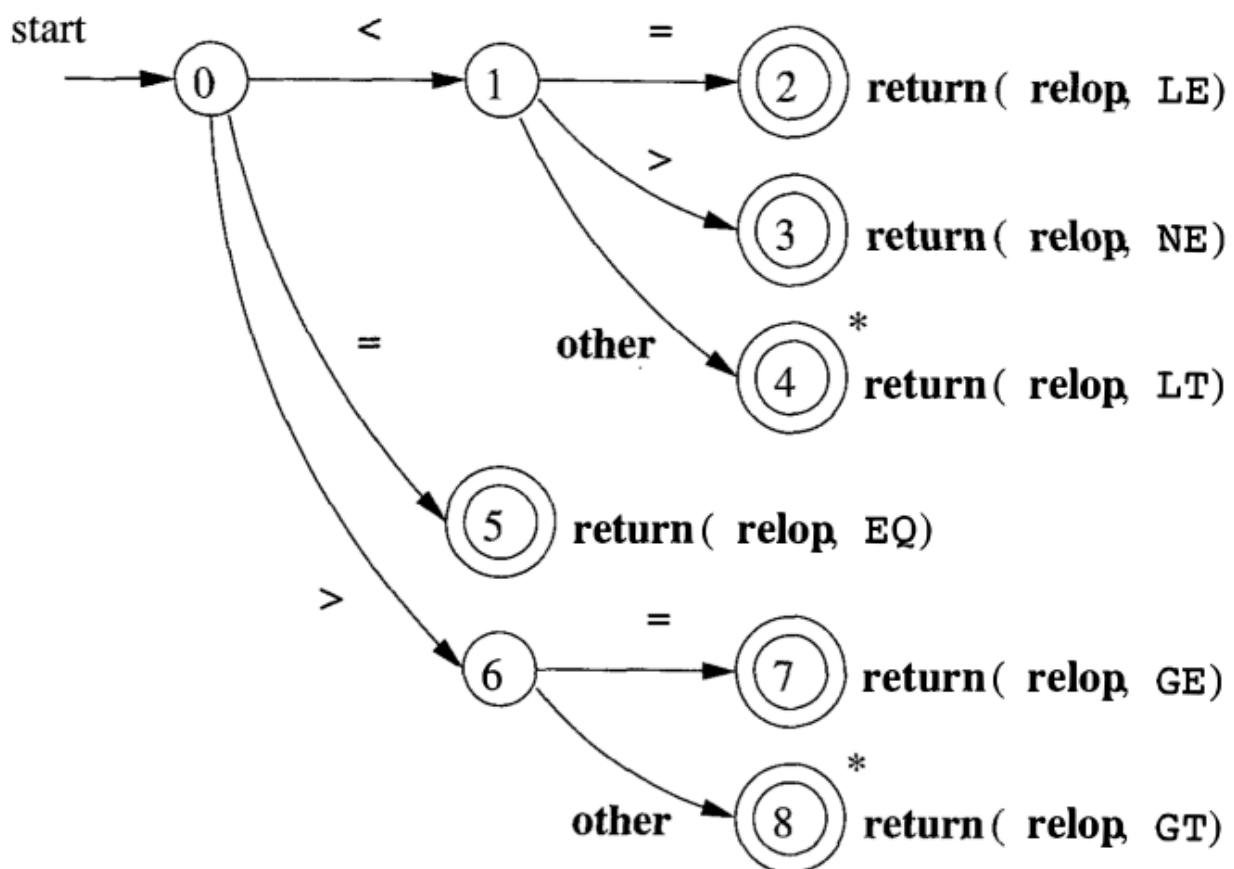 start
<
=
0
1
2
return( relop, LE)
>
3
return( relop, NE)
other
*
4
return( relop, LT)
=
5
return( relop, EQ)
>
=
6
7
return( relop, GE)
other
*
8
return( relop, GT)